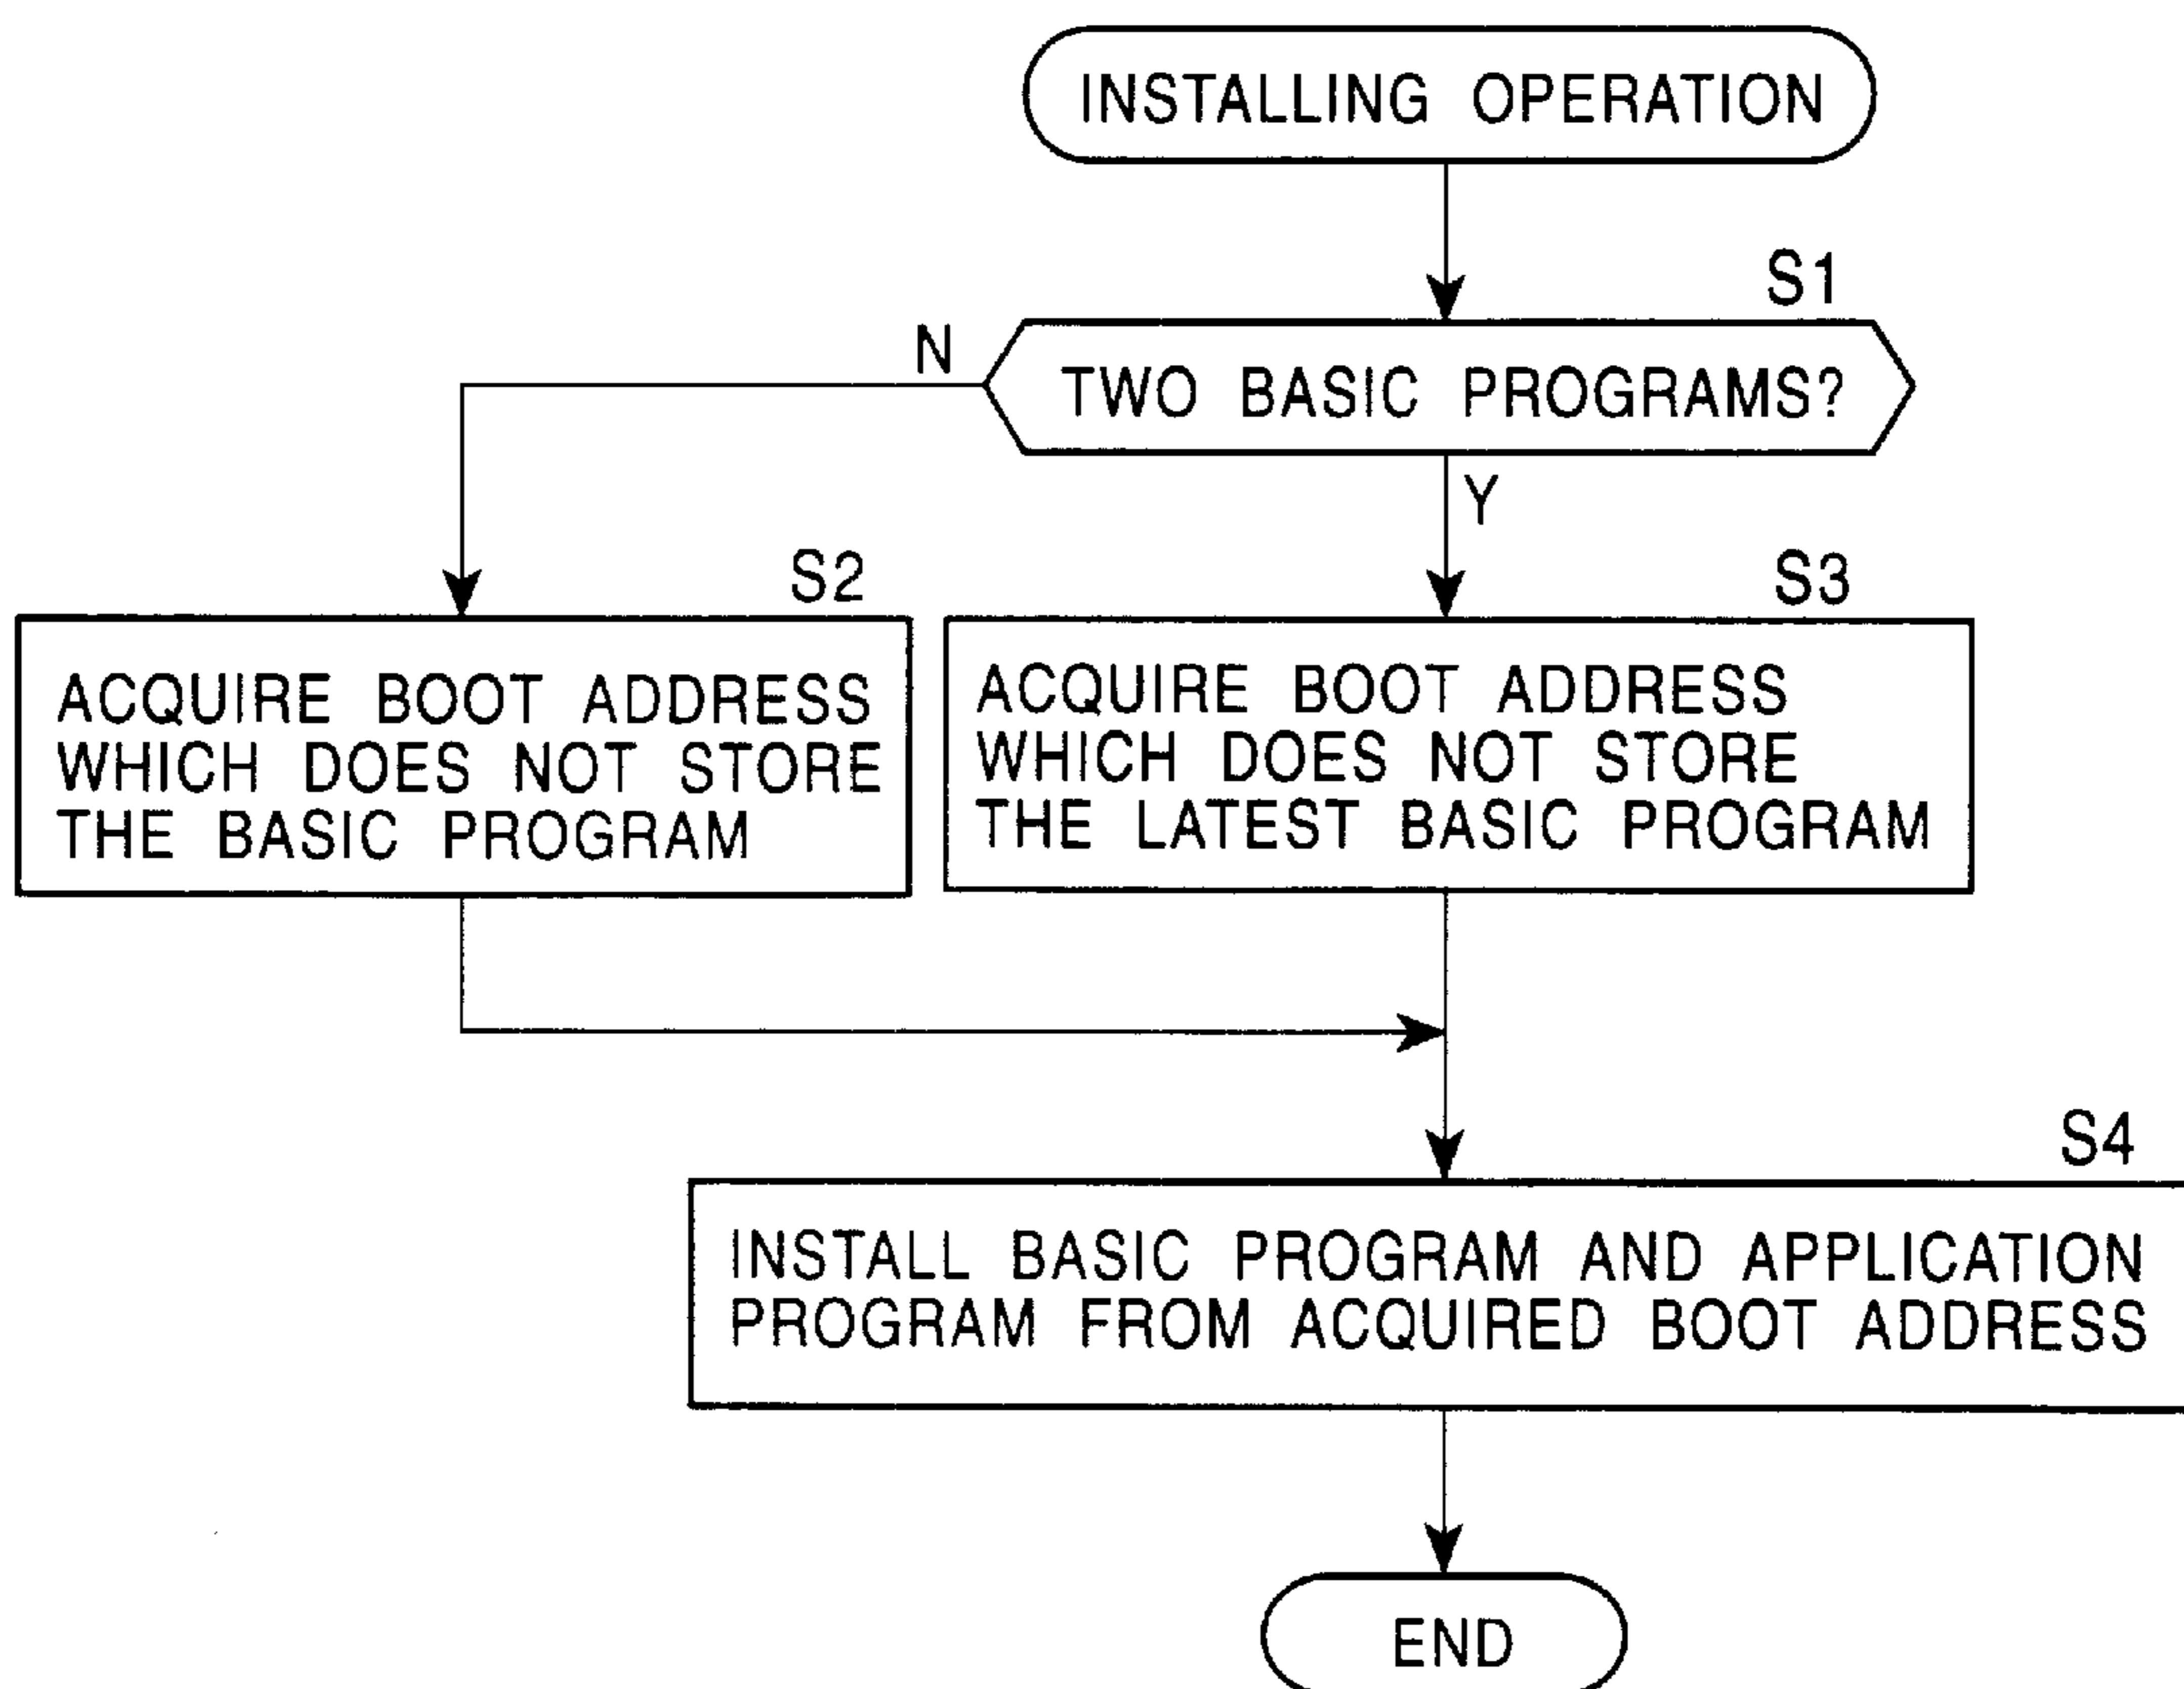 INSTALLING OPERATION
S1
N
TWO BASIC PROGRAMS?
Y
S2
S3
ACQUIRE BOOT ADDRESS
WHICH DOES NOT STORE
THE BASIC PROGRAM
ACQUIRE BOOT ADDRESS
WHICH DOES NOT STORE
THE LATEST BASIC PROGRAM
S4
INSTALL BASIC PROGRAM AND APPLICATION
PROGRAM FROM ACQUIRED BOOT ADDRESS
END